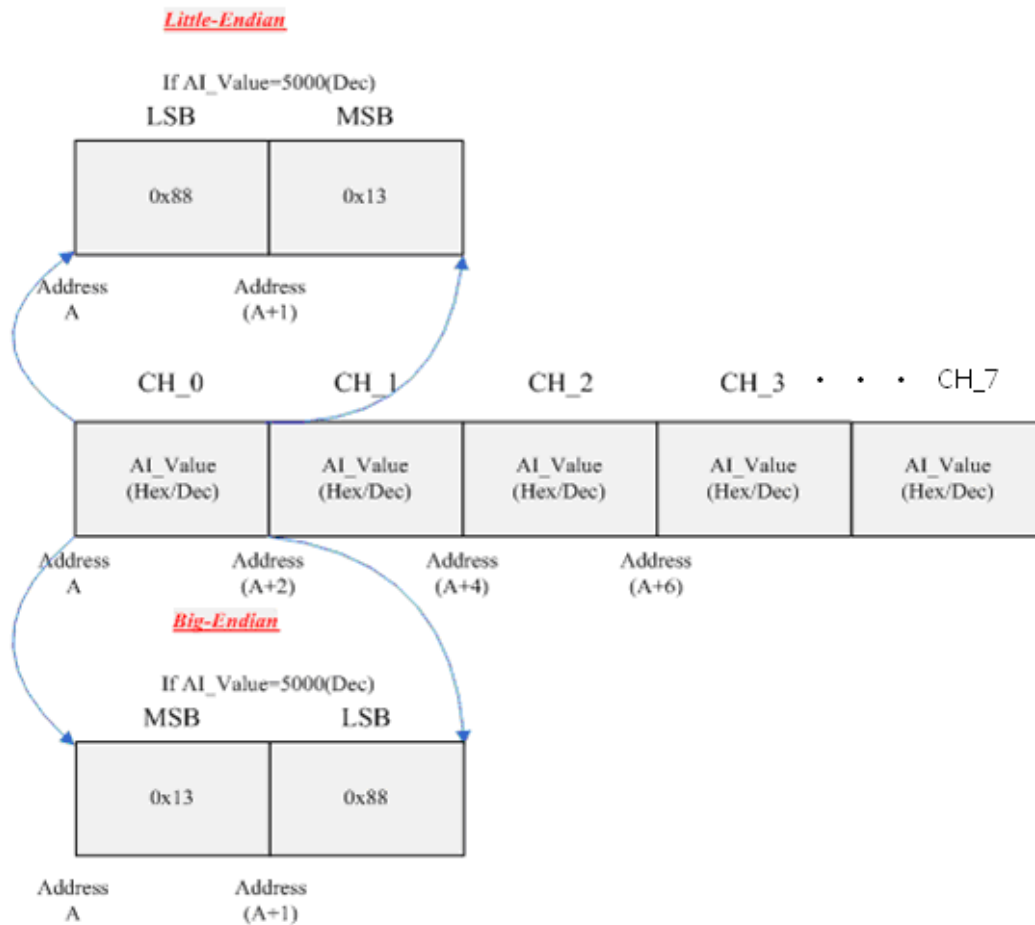 Little-Endian
If AI_Value=5000(Dec)
LSB MSB
0x88 0x13
Address Address
A (A+1)
CH_0 CH_1 CH_2 CH_3 · · · CH_7
AI_Value AI_Value AI_Value AI_Value AI_Value
(Hex/Dec) (Hex/Dec) (Hex/Dec) (Hex/Dec) (Hex/Dec)
Address Address Address Address
A (A+2) (A+4) (A+6)
Big-Endian
If AI_Value=5000(Dec)
MSB LSB
0x13 0x88
Address Address
A (A+1)